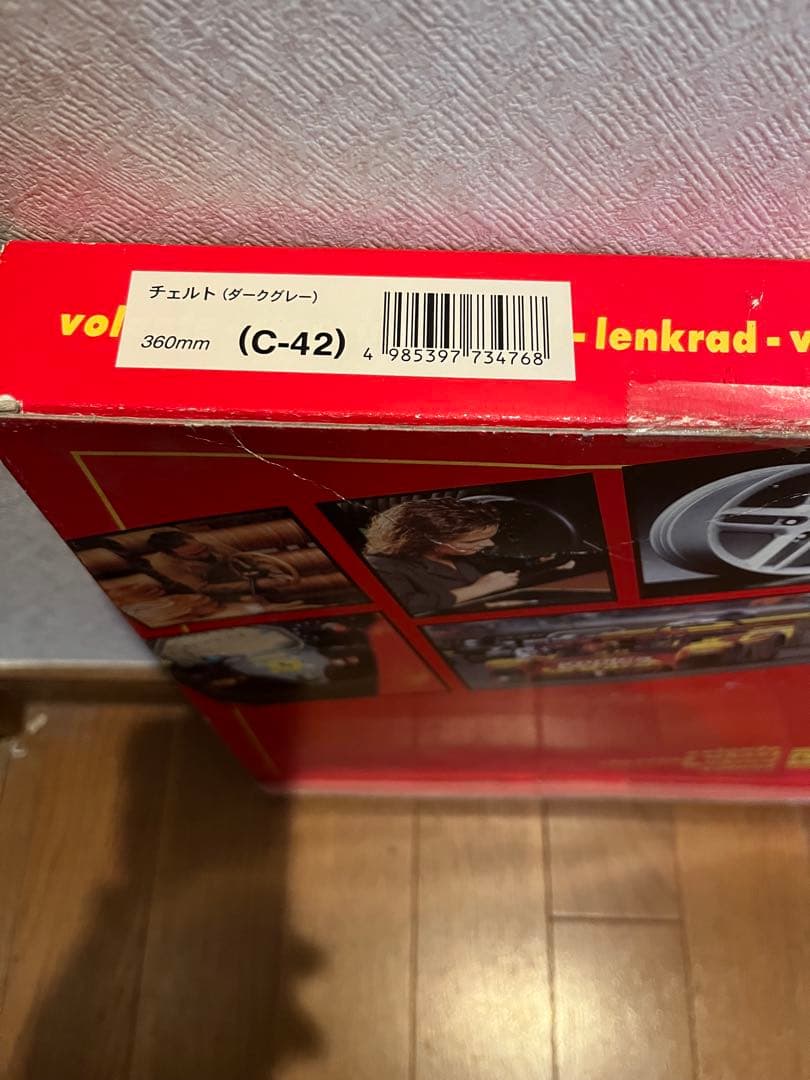 チェルト（ダークグレー）
360mm (C-42)
4 985397 734768
vol
- lenkrad - v